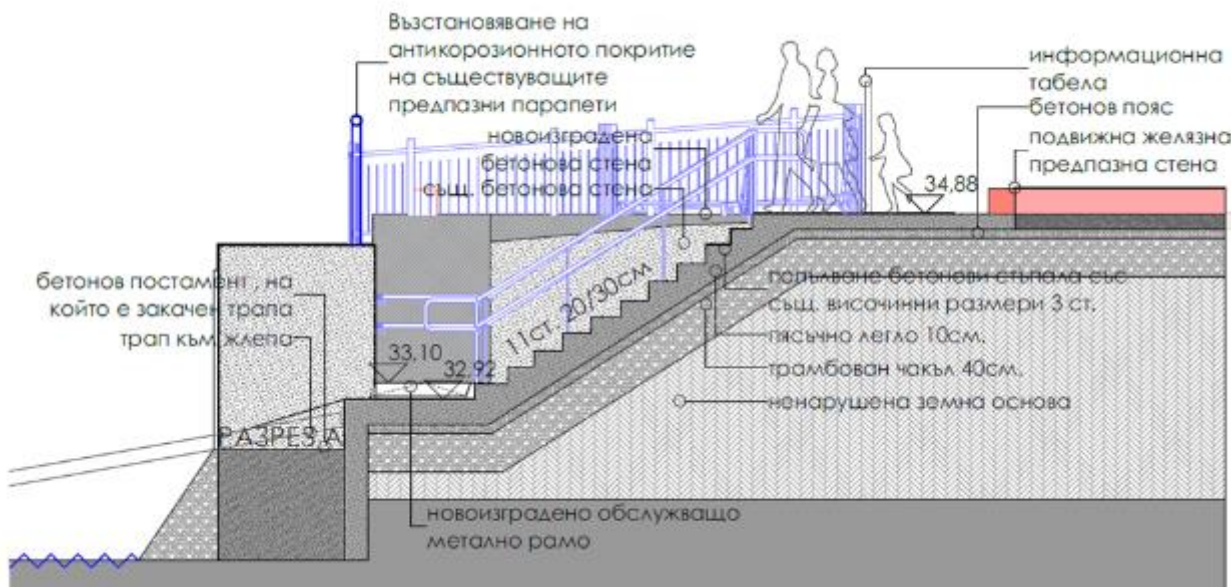 Възстановяване на
антикорозионното покритие
на съществуващите
предпазни парапети
информационна
табела
бетонов пояс
подвижна желязна
предпазна стена
новоизградена
бетонова стена
същ. бетонова стена
34,88
бетонов постамент , на
който е закачен трапа
трап към жлепа
11ст. 20/30см
попълване бетонови стъпала със
същ. височинни размери 3 ст.
пясъчно легло 10см.
трамбован чакъл 40см.
ненарушена земна основа
33,10
32,92
РАЗРЕЗ А
новоизградено обслужващо
метално рамо